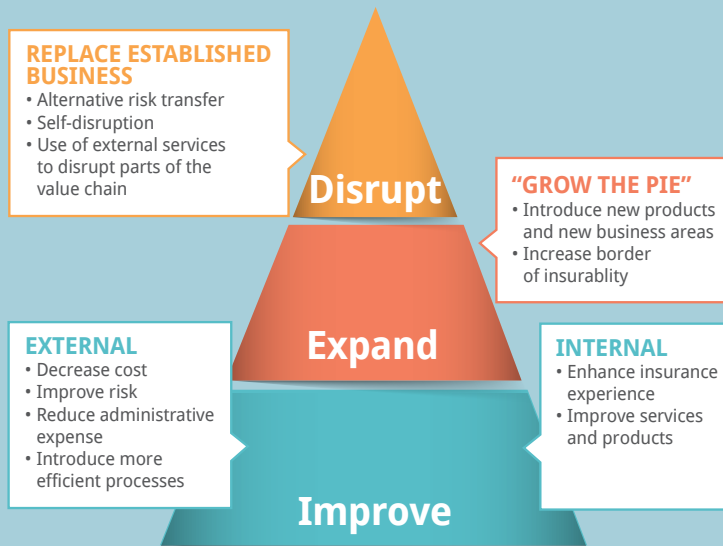 REPLACE ESTABLISHED
BUSINESS
• Alternative risk transfer
• Self-disruption
• Use of external services
to disrupt parts of the
value chain
Disrupt
“GROW THE PIE”
• Introduce new products
and new business areas
• Increase border
of insurablity
Expand
EXTERNAL
• Decrease cost
• Improve risk
• Reduce administrative
expense
• Introduce more
efficient processes
INTERNAL
• Enhance insurance
experience
• Improve services
and products
Improve